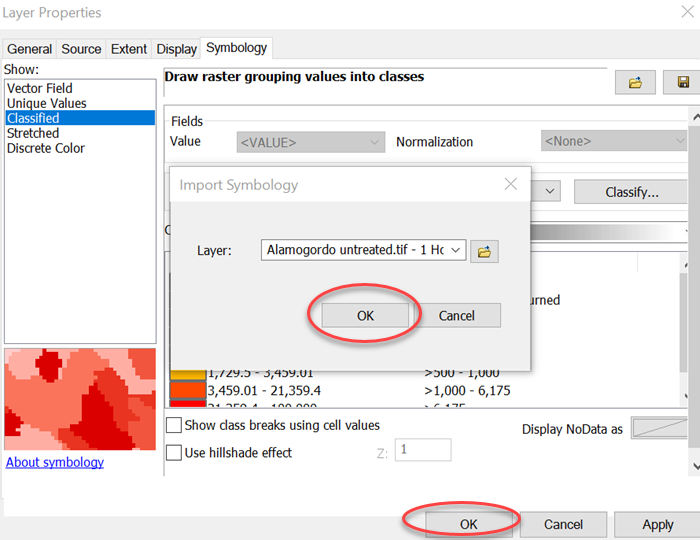 Layer Properties
General Source Extent Display Symbology
Show:
Vector Field
Unique Values
Classified
Stretched
Discrete Color
About symbology
Draw raster grouping values into classes
Fields
Value <VALUE> Normalization <None>
Classify...
Import Symbology
Layer: Alamogordo untreated.tif - 1 Ho
OK Cancel
urned
1,729.5 - 3,459.01 >500 - 1,000
3,459.01 - 21,359.4 >1,000 - 6,175
Show class breaks using cell values
Use hillshade effect Z: 1
Display NoData as
OK Cancel Apply